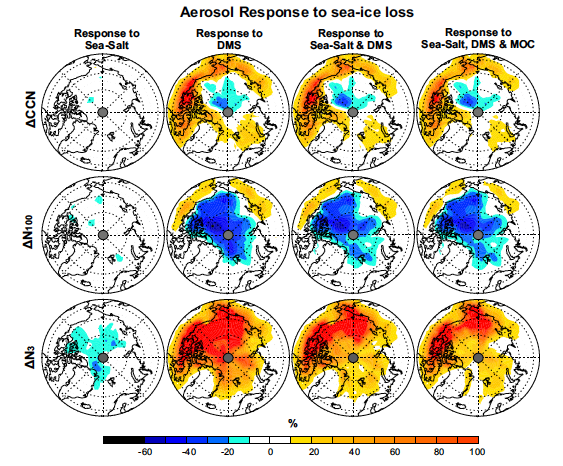 Aerosol Response to sea-ice loss
Response to
Sea-Salt
Response to
DMS
Response to
Sea-Salt & DMS
Response to
Sea-Salt, DMS & MOC
ΔCCN
ΔN100
ΔN3
%
-60 -40 -20 0 20 40 60 80 100